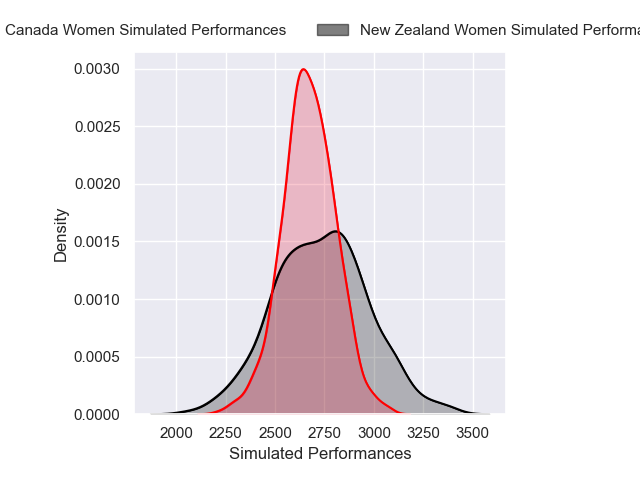 Canada Women Simulated Performances New Zealand Women Simulated Performa
0.0030
0.0025
0.0020
0.0015
0.0010
0.0005
0.0000
Density
2000 2250 2500 2750 3000 3250 3500
Simulated Performances